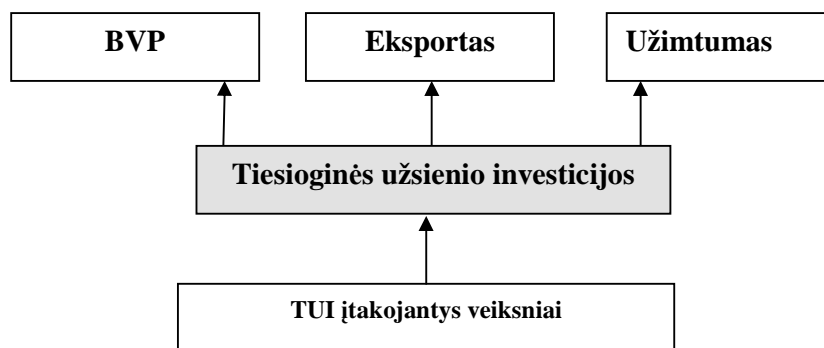 BVP
Eksportas
Užimtumas
Tiesioginės užsienio investicijos
TUI įtakojantys veiksniai